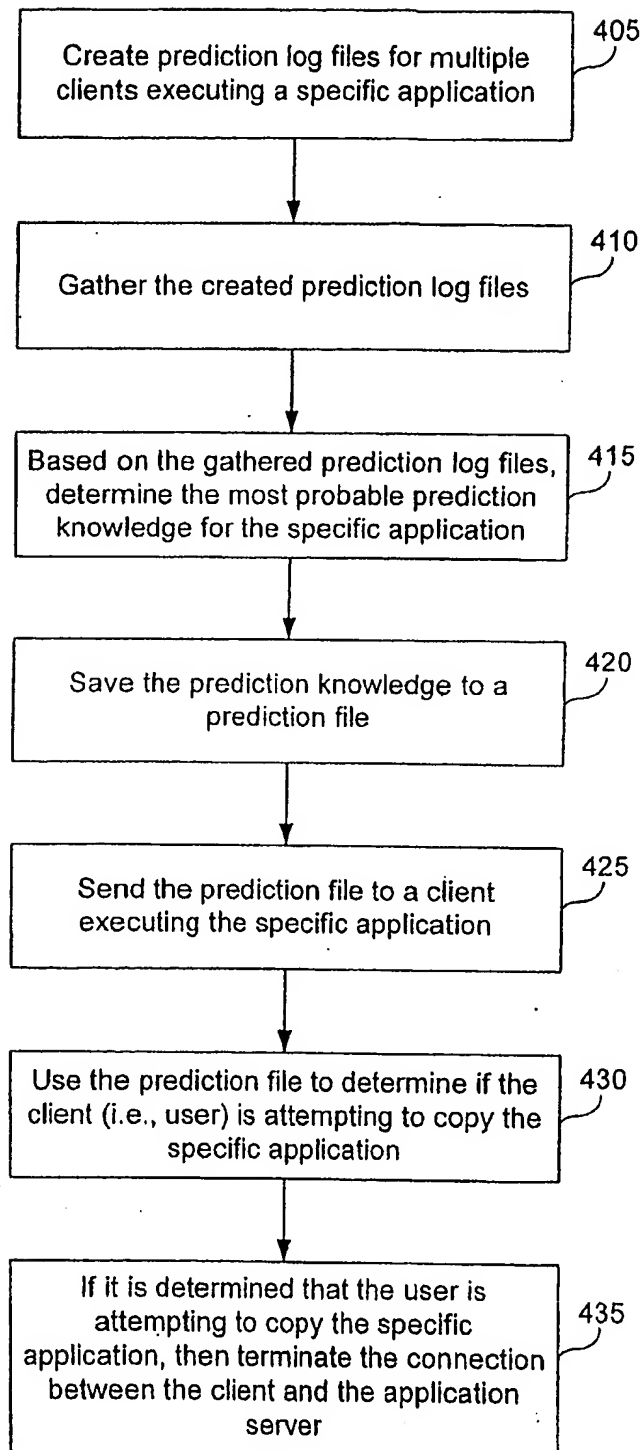 405
Create prediction log files for multiple
clients executing a specific application
410
Gather the created prediction log files
Based on the gathered prediction log files,
415
determine the most probable prediction
knowledge for the specific application
420
Save the prediction knowledge to a
prediction file
425
Send the prediction file to a client
executing the specific application
Use the prediction file to determine if the
430
client (i.e., user) is attempting to copy the
specific application
If it is determined that the user is
attempting to copy the specific
435
application, then terminate the connection
between the client and the application
server